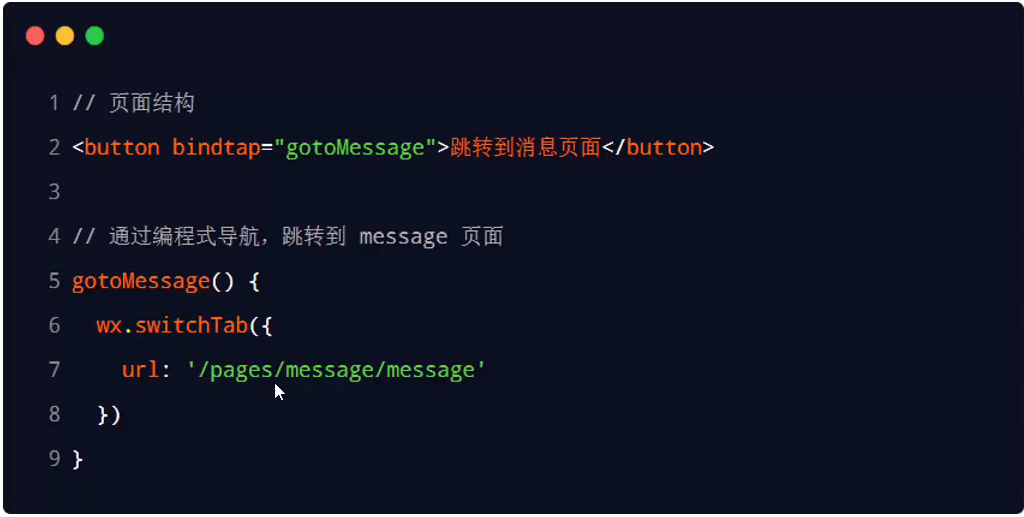 1 // 页面结构
2 <button bindtap="gotoMessage">跳转到消息页面</button>
3
4 // 通过编程式导航，跳转到 message 页面
5 gotoMessage() {
6   wx.switchTab({
7     url: '/pages/message/message'
8   })
9 }